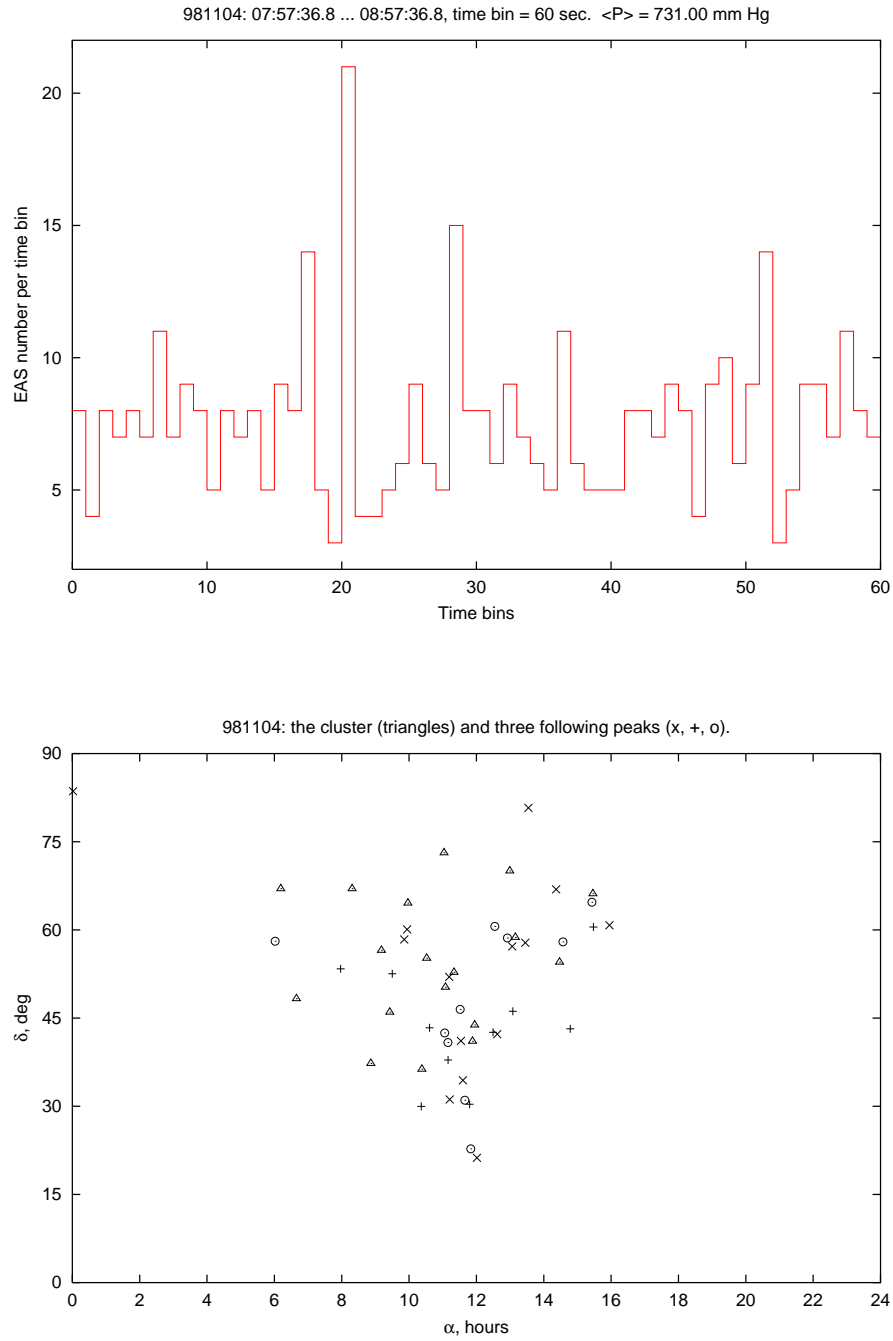 981104: 07:57:36.8 ... 08:57:36.8, time bin = 60 sec. <P> = 731.00 mm Hg
20
15
10
5
EAS number per time bin
0 10 20 30 40 50 60
Time bins
981104: the cluster (triangles) and three following peaks (x, +, o).
90
75
60
45
30
15
0
δ, deg
0 2 4 6 8 10 12 14 16 18 20 22 24
α, hours